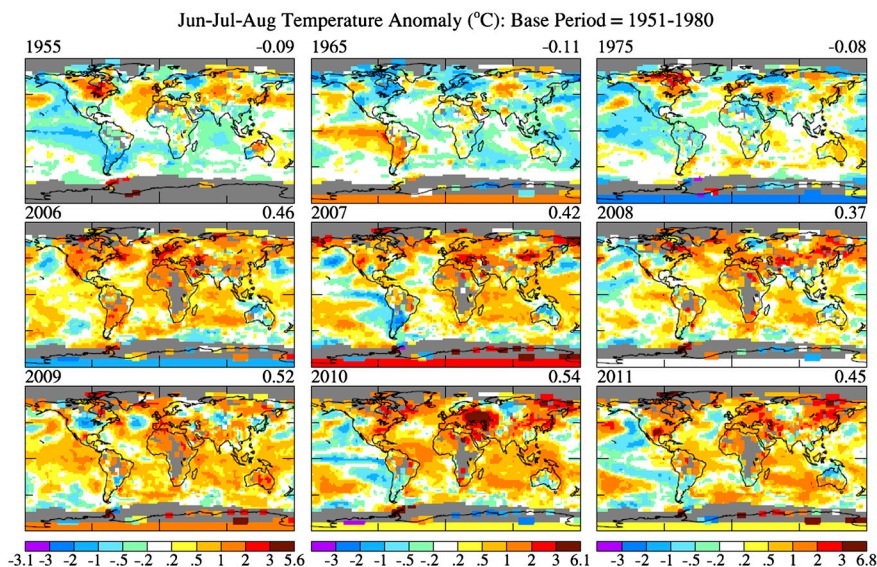 Jun-Jul-Aug Temperature Anomaly (°C): Base Period = 1951-1980
1955 -0.09 1965 -0.11 1975 -0.08
2006 0.46 2007 0.42 2008 0.37
2009 0.52 2010 0.54 2011 0.45
-3.1 -3 -2 -1 -.5 -.2 .2 .5 1 2 3 5.6 -3 -2 -1 -.5 -.2 .2 .5 1 2 3 6.1 -3 -2 -1 -.5 -.2 .2 .5 1 2 3 6.8